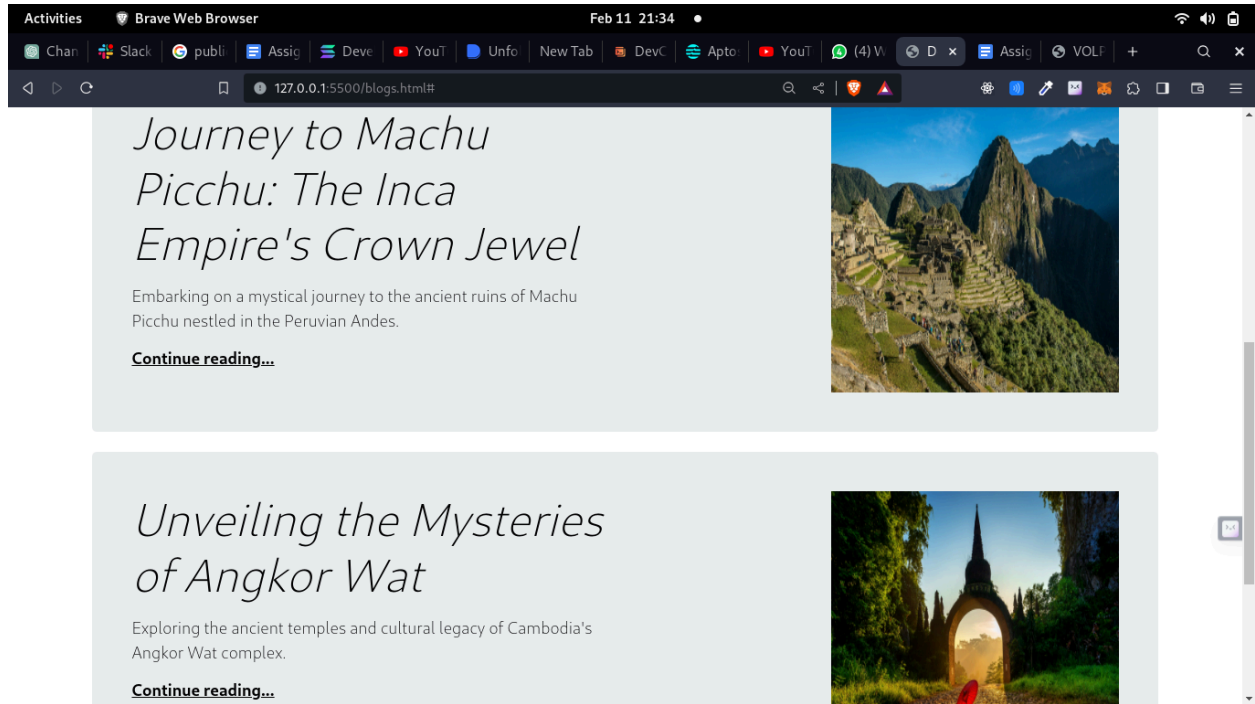 Activities Brave Web Browser Feb 11 21:34
Chan Slack publi Assig Deve YouT Unfo New Tab DevC Apto YouT (4) W D Assig VOLF +
127.0.0.1:5500/blogs.html#
Journey to Machu
Picchu: The Inca
Empire's Crown Jewel
Embarking on a mystical journey to the ancient ruins of Machu
Picchu nestled in the Peruvian Andes.
Continue reading...
Unveiling the Mysteries
of Angkor Wat
Exploring the ancient temples and cultural legacy of Cambodia's
Angkor Wat complex.
Continue reading...